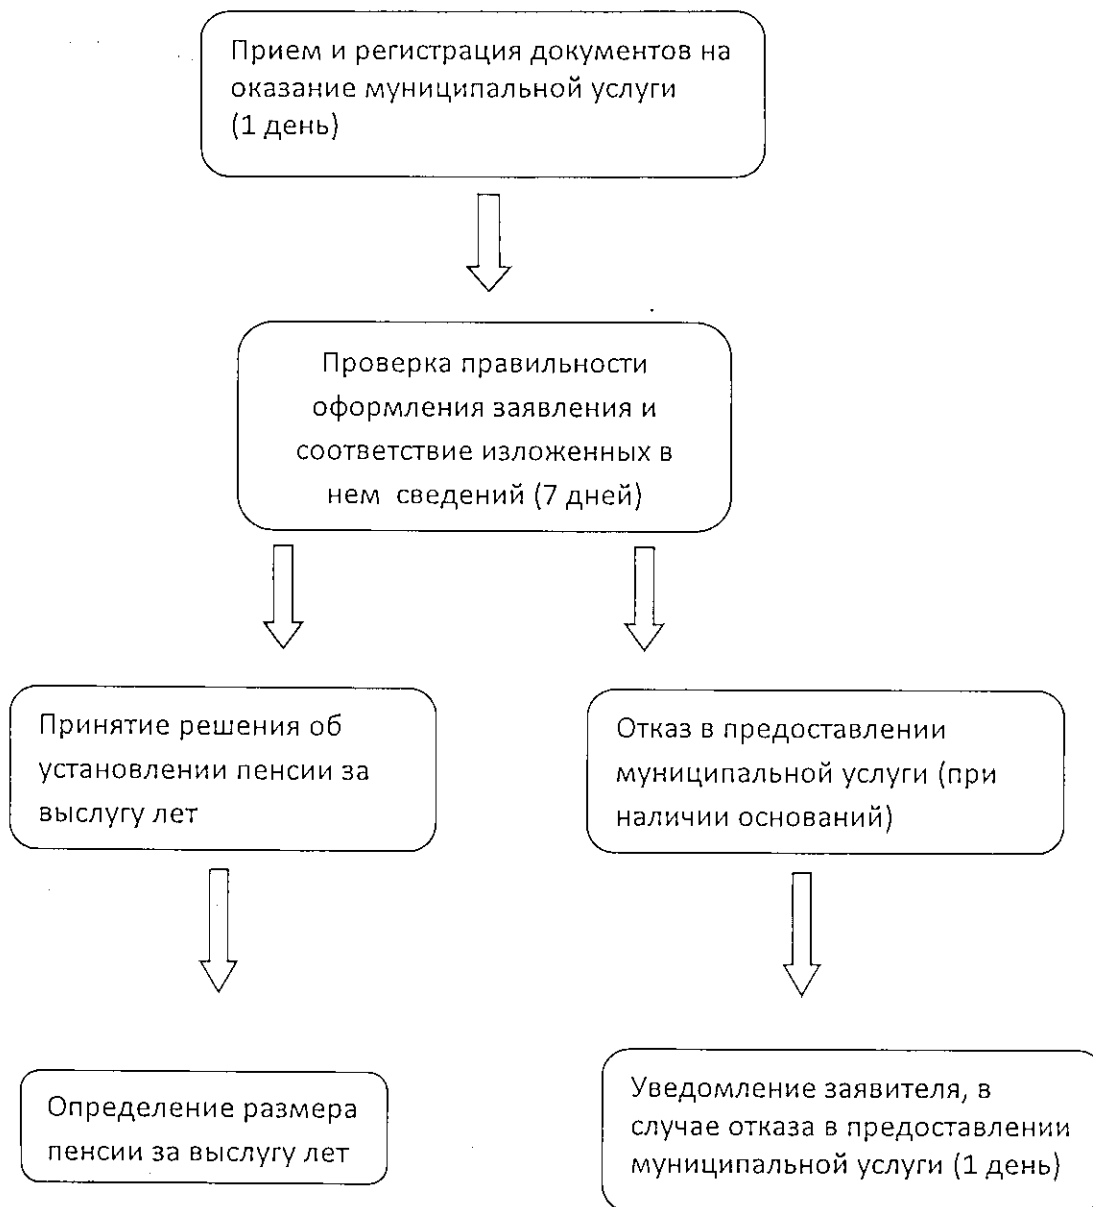 Прием и регистрация документов на
оказание муниципальной услуги
(1 день)
Проверка правильности
оформления заявления и
соответствие изложенных в
нем сведений (7 дней)
Принятие решения об
установлении пенсии за
выслугу лет
Отказ в предоставлении
муниципальной услуги (при
наличии оснований)
Определение размера
пенсии за выслугу лет
Уведомление заявителя, в
случае отказа в предоставлении
муниципальной услуги (1 день)